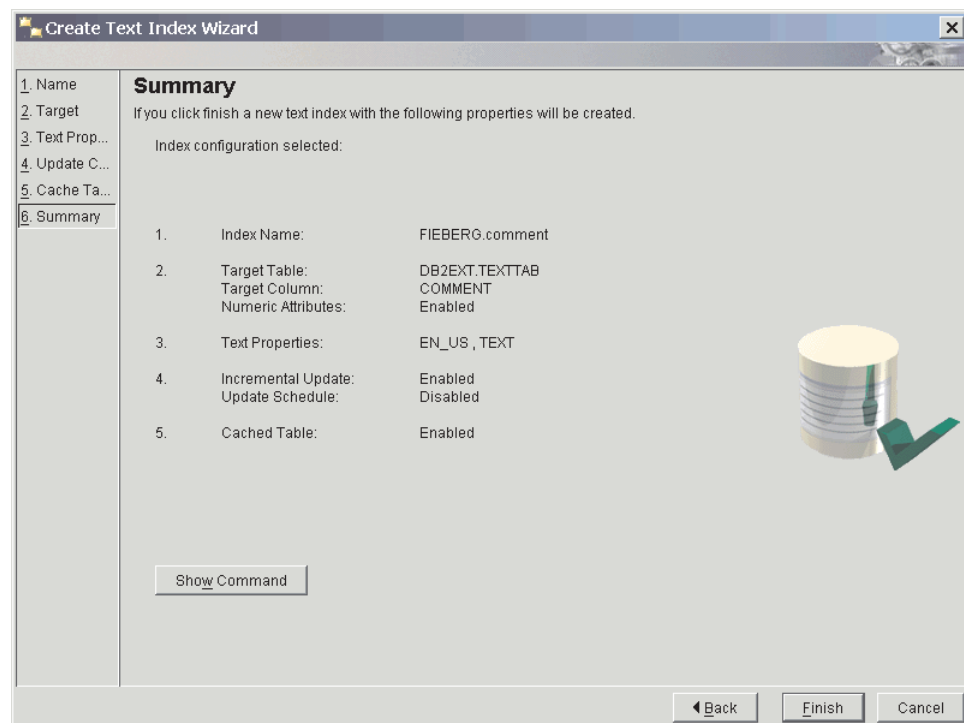 Create Text Index Wizard
1. Name
2. Target
3. Text Prop...
4. Update C...
5. Cache Ta...
6. Summary
Summary
If you click finish a new text index with the following properties will be created.
Index configuration selected:
1. Index Name: FIEBERG.comment
2. Target Table: DB2EXT.TEXTTAB
Target Column: COMMENT
Numeric Attributes: Enabled
3. Text Properties: EN_US , TEXT
4. Incremental Update: Enabled
Update Schedule: Disabled
5. Cached Table: Enabled
Show Command
Back Finish Cancel